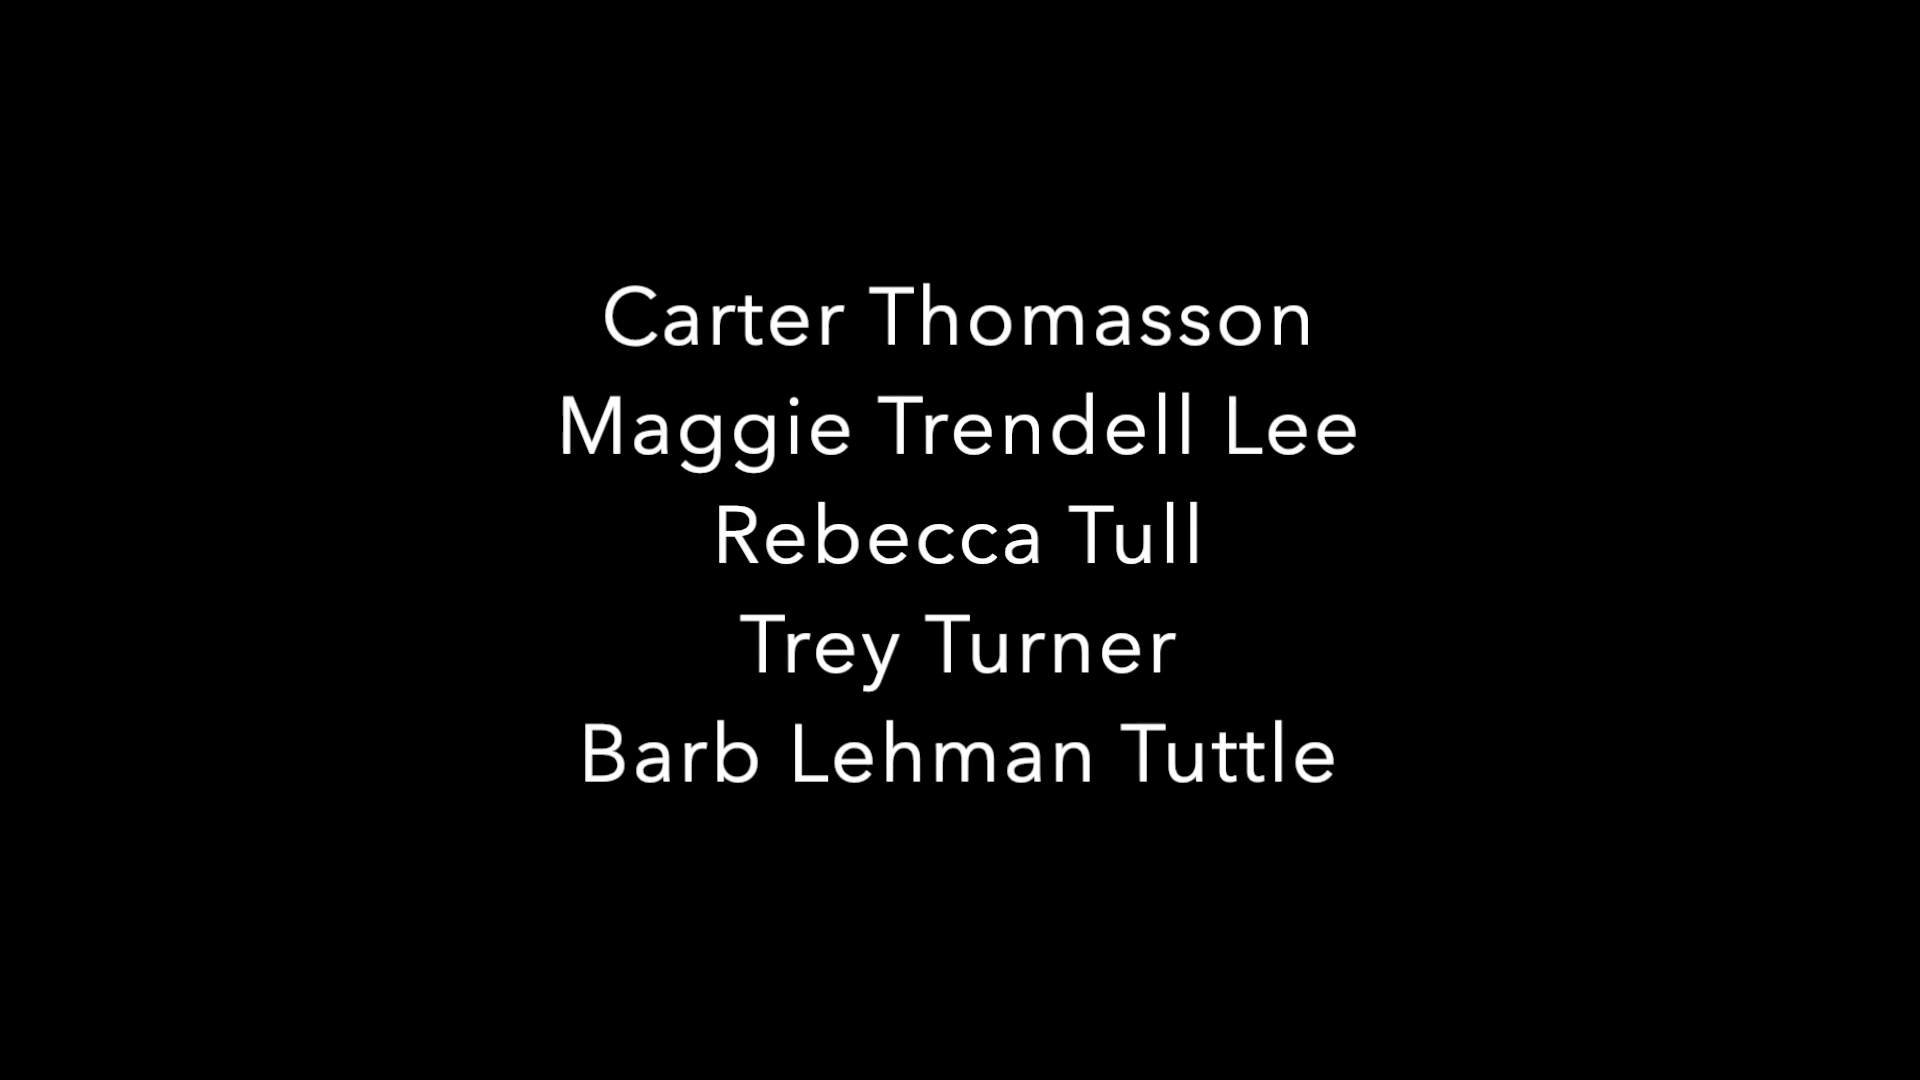 Carter Thomasson
Maggie Trendell Lee
Rebecca Tull
Trey Turner
Barb Lehman Tuttle